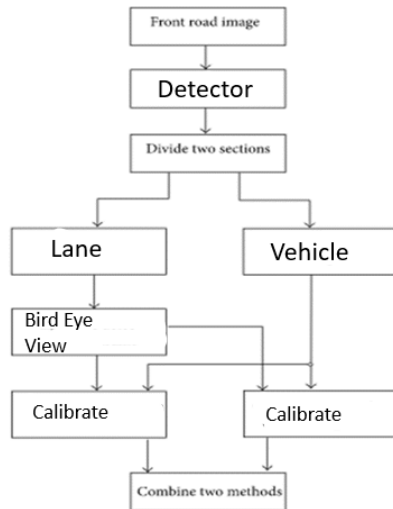 Front road image
Detector
Divide two sections
Lane
Vehicle
Bird Eye
View
Calibrate
Calibrate
Combine two methods